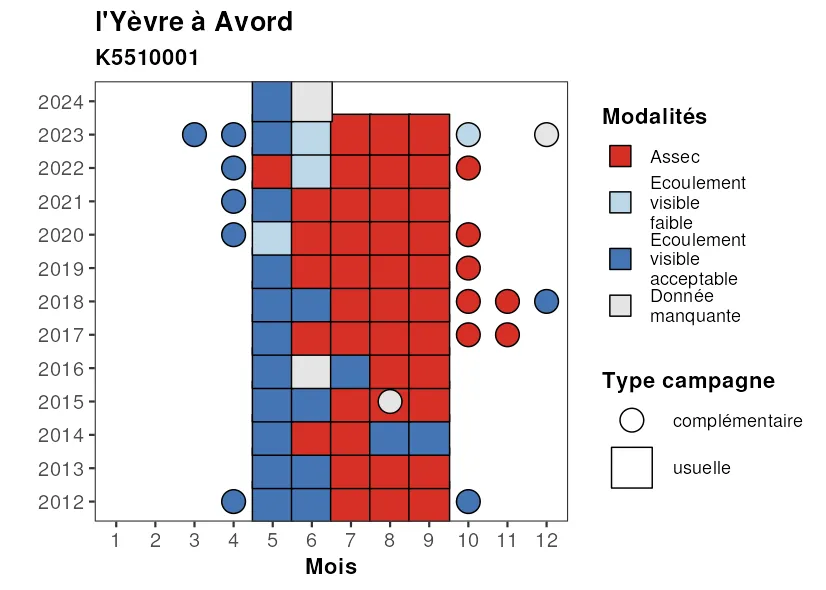 l'Yèvre à Avord
K5510001
2024
2023
2022
2021
2020
2019
2018
2017
2016
2015
2014
2013
2012
1 2 3 4 5 6 7 8 9 10 11 12
Mois
Modalités
Assec
Ecoulement
visible
faible
Ecoulement
visible
acceptable
Donnée
manquante
Type campagne
complémentaire
usuelle